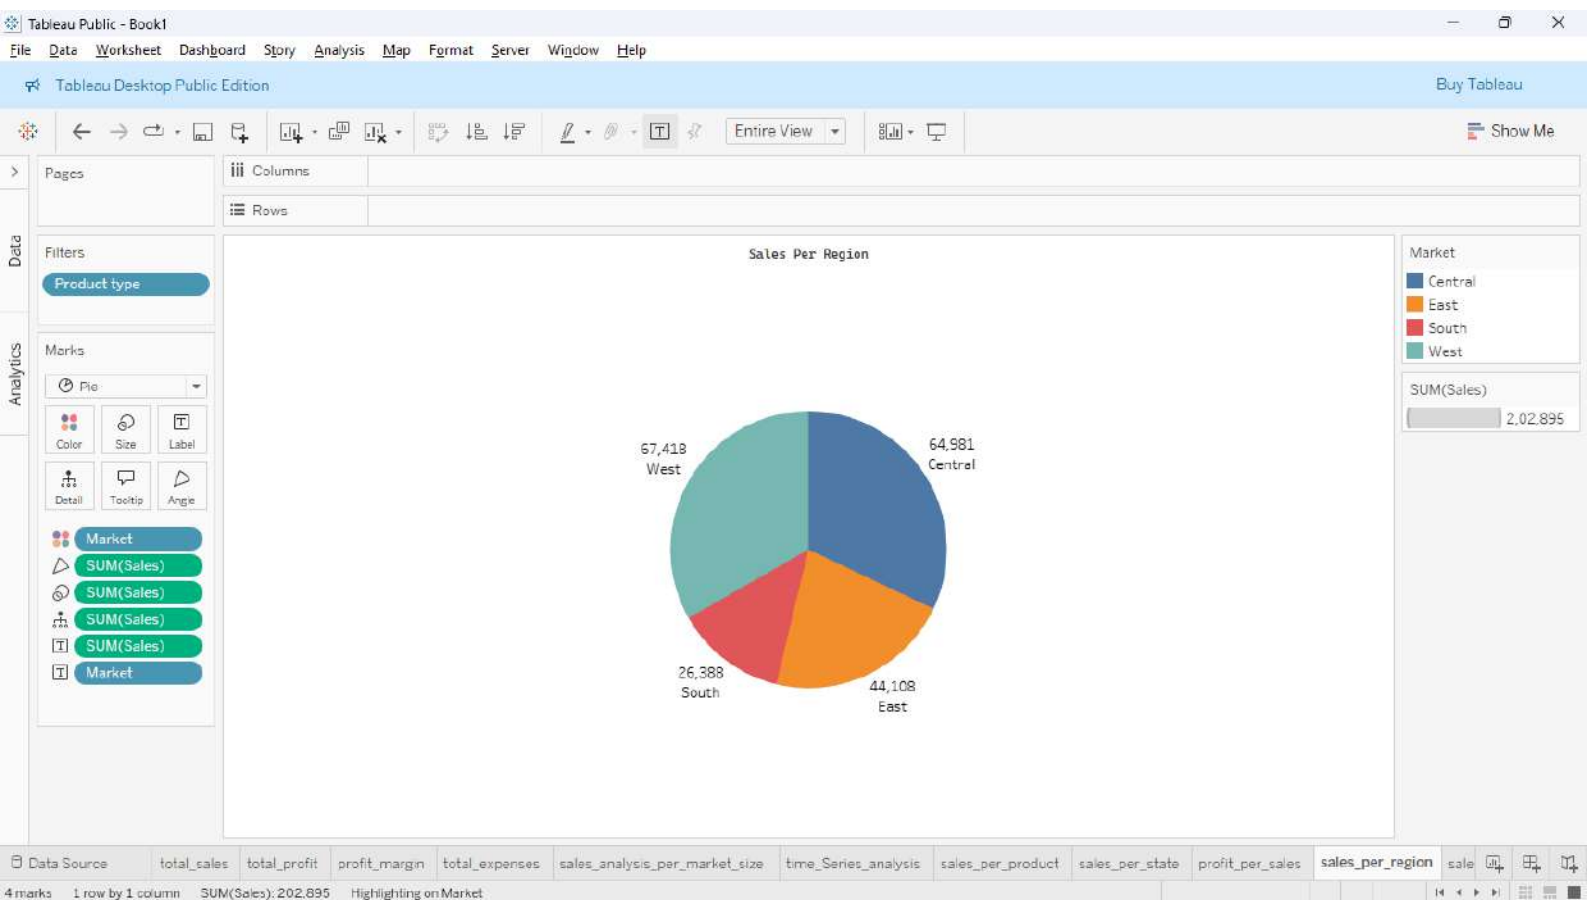 Tableau Public - Book1
File Data Worksheet Dashboard Story Analysis Map Format Server Window Help
Tableau Desktop Public Edition
Buy Tableau
Entire View
Show Me
Pages
Columns
Rows
Data
Analytics
Filters
Product type
Marks
Pie
Color Size Label
Detail Tooltip Angle
Market
SUM(Sales)
SUM(Sales)
SUM(Sales)
SUM(Sales)
Market
Sales Per Region
67,418
West
64,981
Central
26,388
South
44,108
East
Market
Central
East
South
West
SUM(Sales)
2,02,895
Data Source total_sales total_profit profit_margin total_expenses sales_analysis_per_market_size time_Series_analysis sales_per_product sales_per_state profit_per_sales sales_per_region sale
4 marks 1 row by 1 column SUM(Sales): 202,895 Highlighting on Market